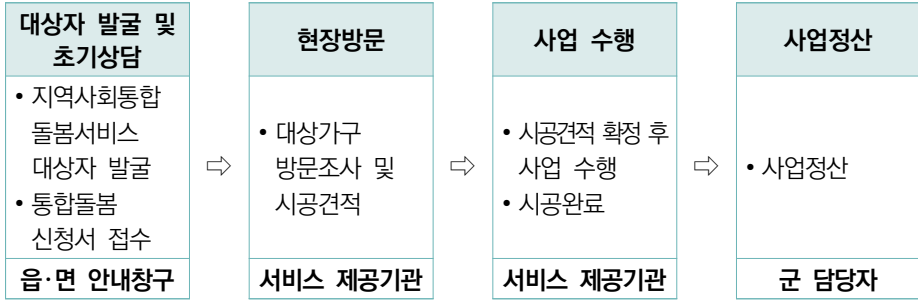 대상자 발굴 및
초기상담
• 지역사회통합
돌봄서비스
대상자 발굴
• 통합돌봄
신청서 접수
읍·면 안내창구
⇨
현장방문
• 대상가구
방문조사 및
시공견적
서비스 제공기관
⇨
사업 수행
• 시공견적 확정 후
사업 수행
• 시공완료
서비스 제공기관
⇨
사업정산
• 사업정산
군 담당자